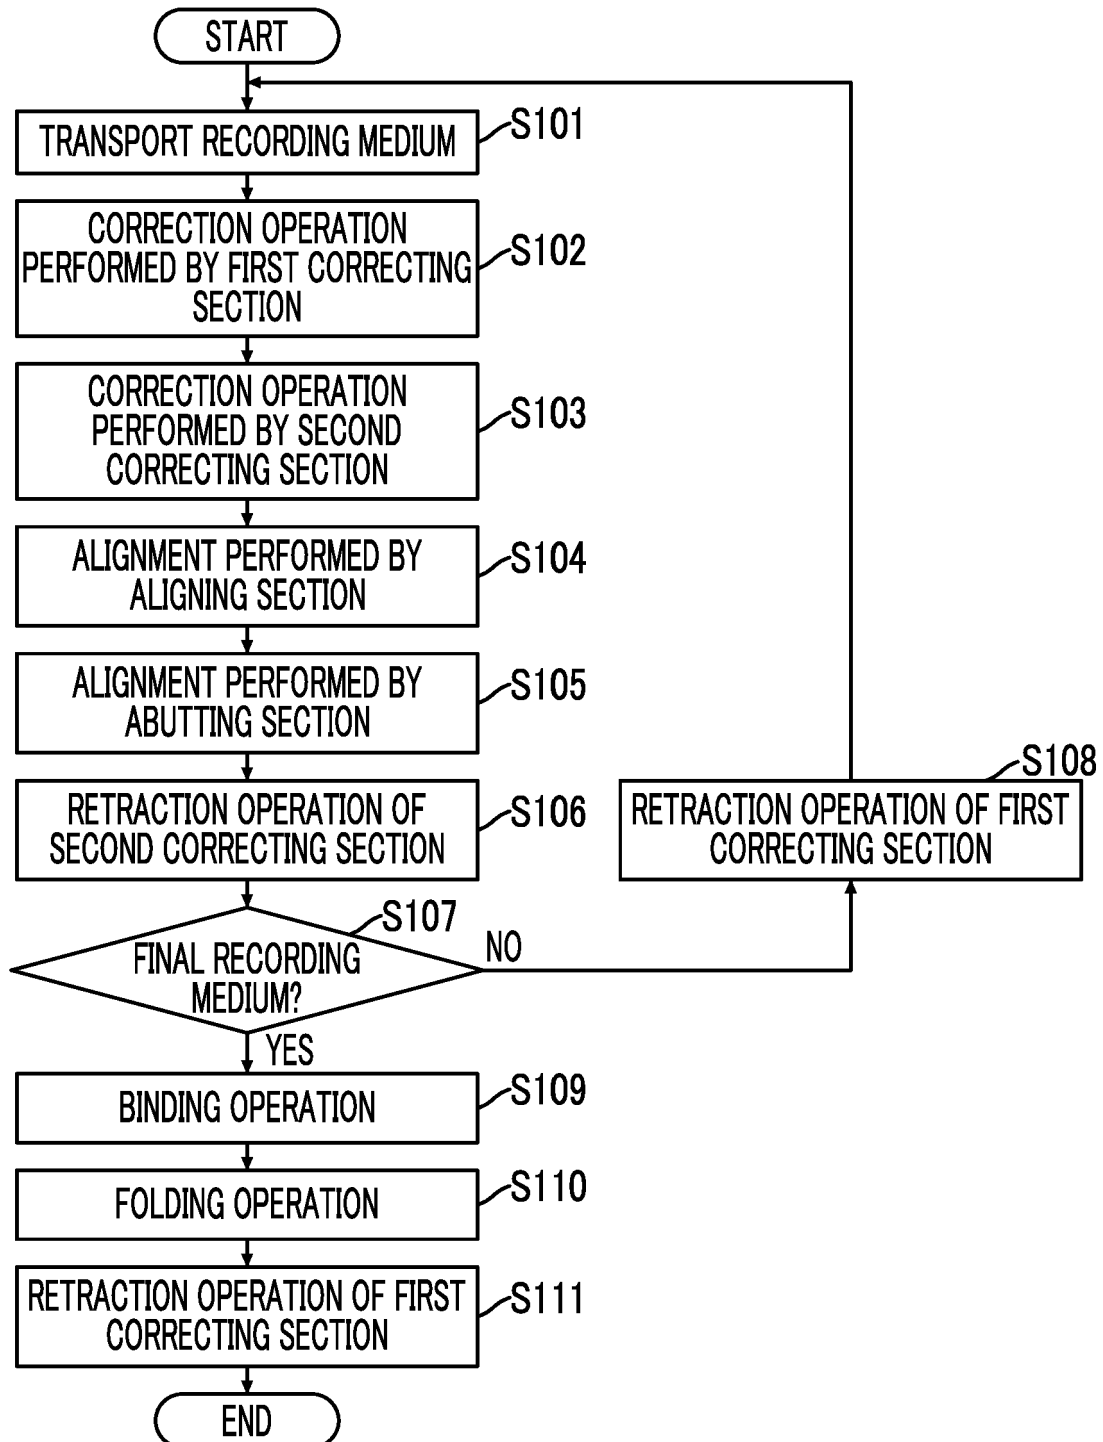 START
TRANSPORT RECORDING MEDIUM
S101
CORRECTION OPERATION
PERFORMED BY FIRST CORRECTING
SECTION
S102
CORRECTION OPERATION
PERFORMED BY SECOND
CORRECTING SECTION
S103
ALIGNMENT PERFORMED BY
ALIGNING SECTION
S104
ALIGNMENT PERFORMED BY
ABUTTING SECTION
S105
RETRACTION OPERATION OF
SECOND CORRECTING SECTION
S106
S108
RETRACTION OPERATION OF FIRST
CORRECTING SECTION
S107
FINAL RECORDING
MEDIUM?
NO
YES
BINDING OPERATION
S109
FOLDING OPERATION
S110
RETRACTION OPERATION OF FIRST
CORRECTING SECTION
S111
END